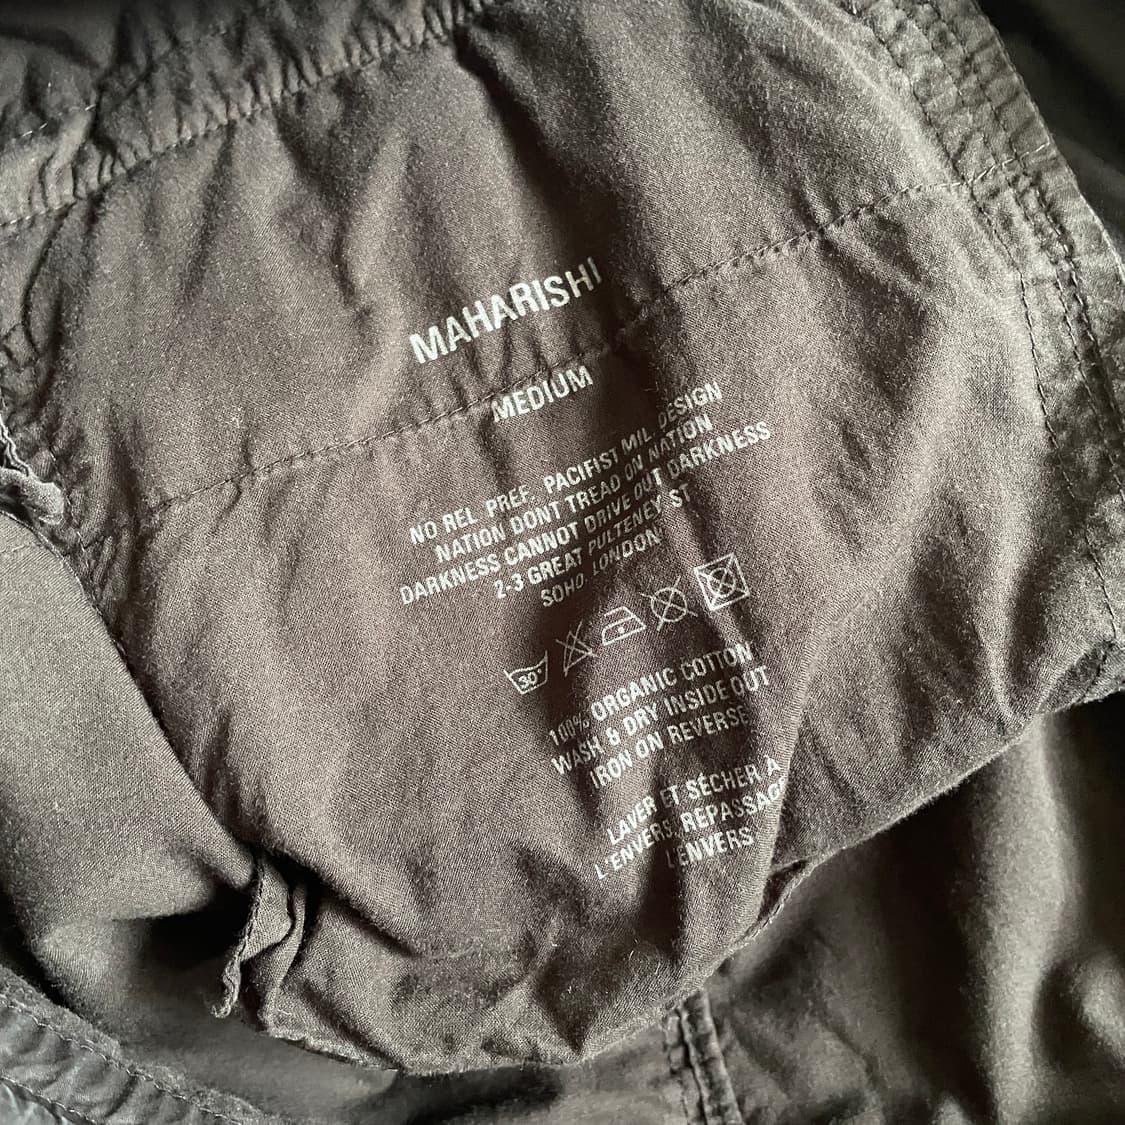 MAHARISHI
MEDIUM
NO REL. PREF. PACIFIST MIL. DESIGN
NATION DONT TREAD ON NATION
DARKNESS CANNOT DRIVE OUT DARKNESS
2-3 GREAT PULTENEY ST
SOHO. LONDON
30°
100% ORGANIC COTTON
WASH & DRY INSIDE OUT
IRON ON REVERSE
LAVER ET SÉCHER À
L'ENVERS, REPASSAGE
L'ENVERS